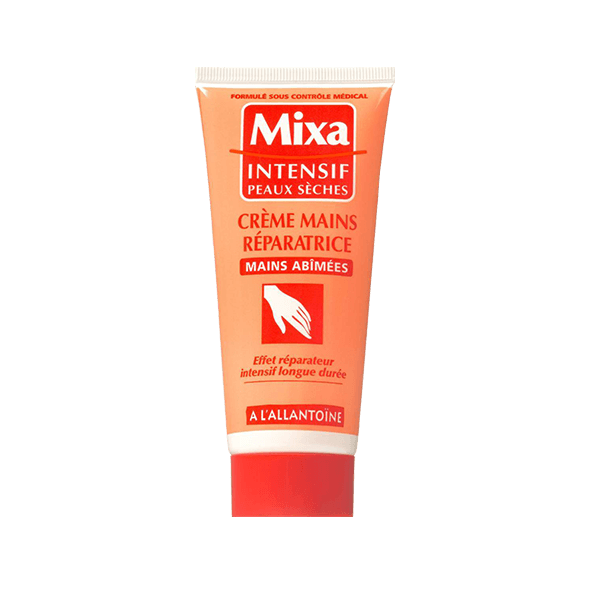 FORMULÉ SOUS CONTRÔLE MÉDICAL
Mixa
INTENSIF
PEAUX SÈCHES
CRÈME MAINS
RÉPARATRICE
MAINS ABÎMÉES
Effet réparateur
intensif longue durée
A L'ALLANTOÏNE